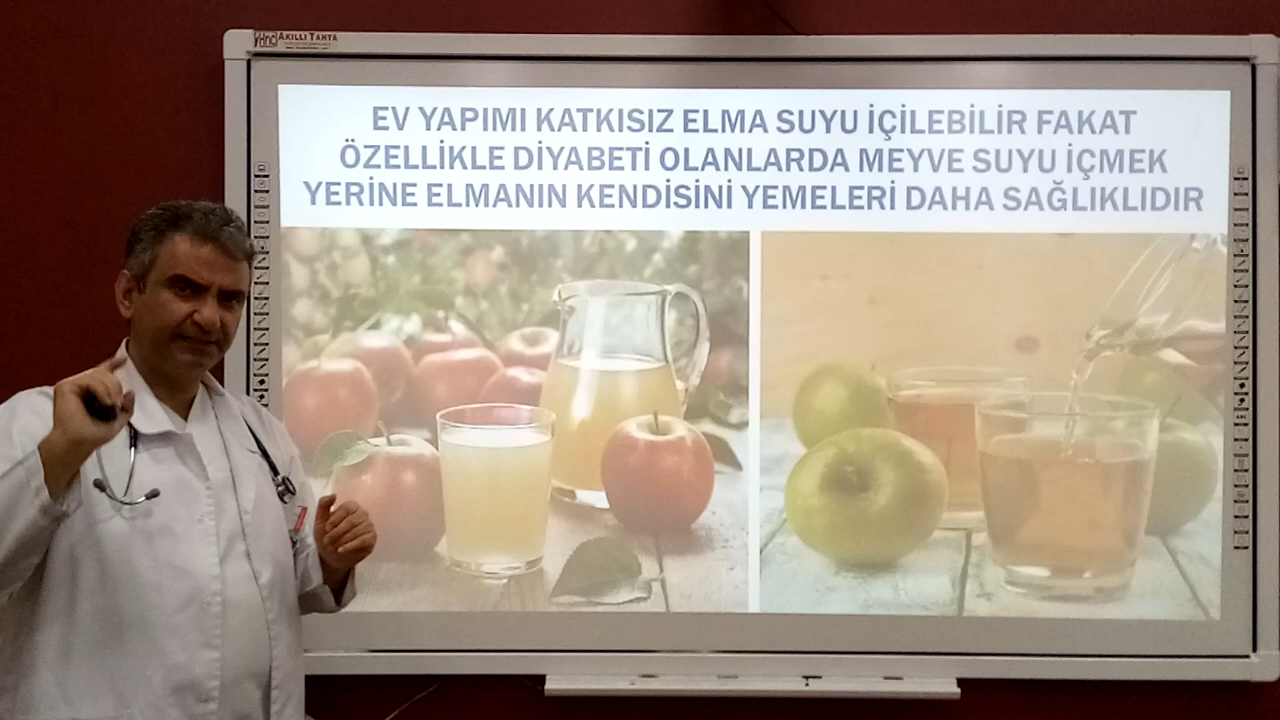 AKILLI TAHTA
EV YAPIMI KATKISIZ ELMA SUYU İÇİLEBİLİR FAKAT
ÖZELLİKLE DİYABETİ OLANLARDA MEYVE SUYU İÇMEK
YERİNE ELMANIN KENDİSİNİ YEMELERİ DAHA SAĞLIKLIDIR